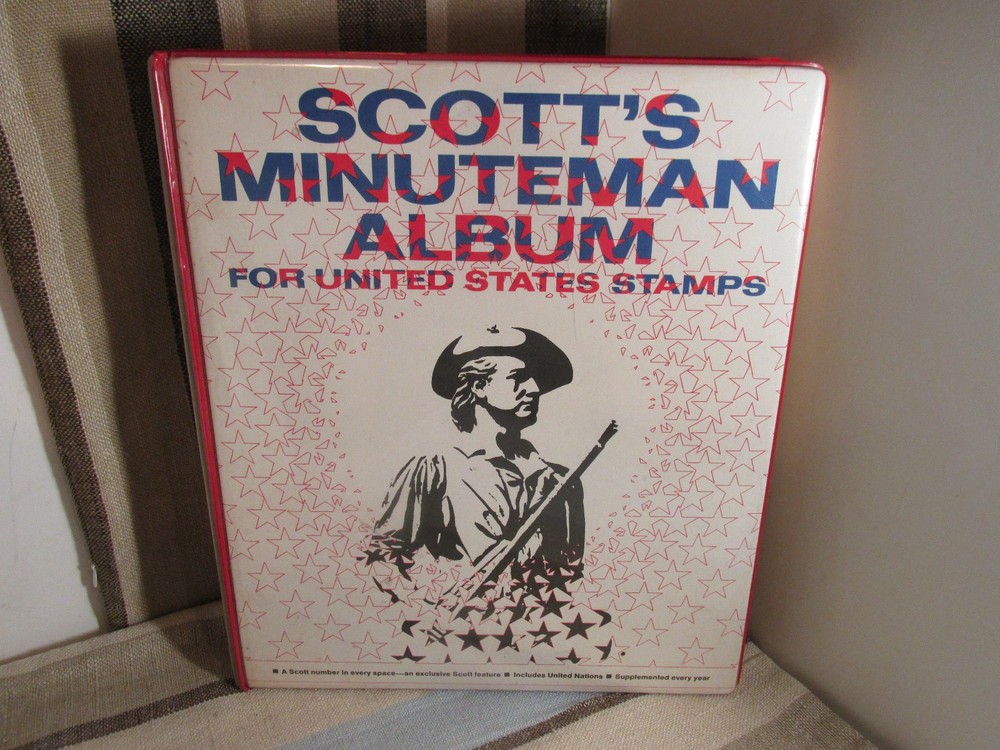 SCOTT'S
MINUTEMAN
ALBUM
FOR UNITED STATES STAMPS
■ A Scott number in every space—an exclusive Scott feature ■ Includes United Nations ■ Supplemented every year